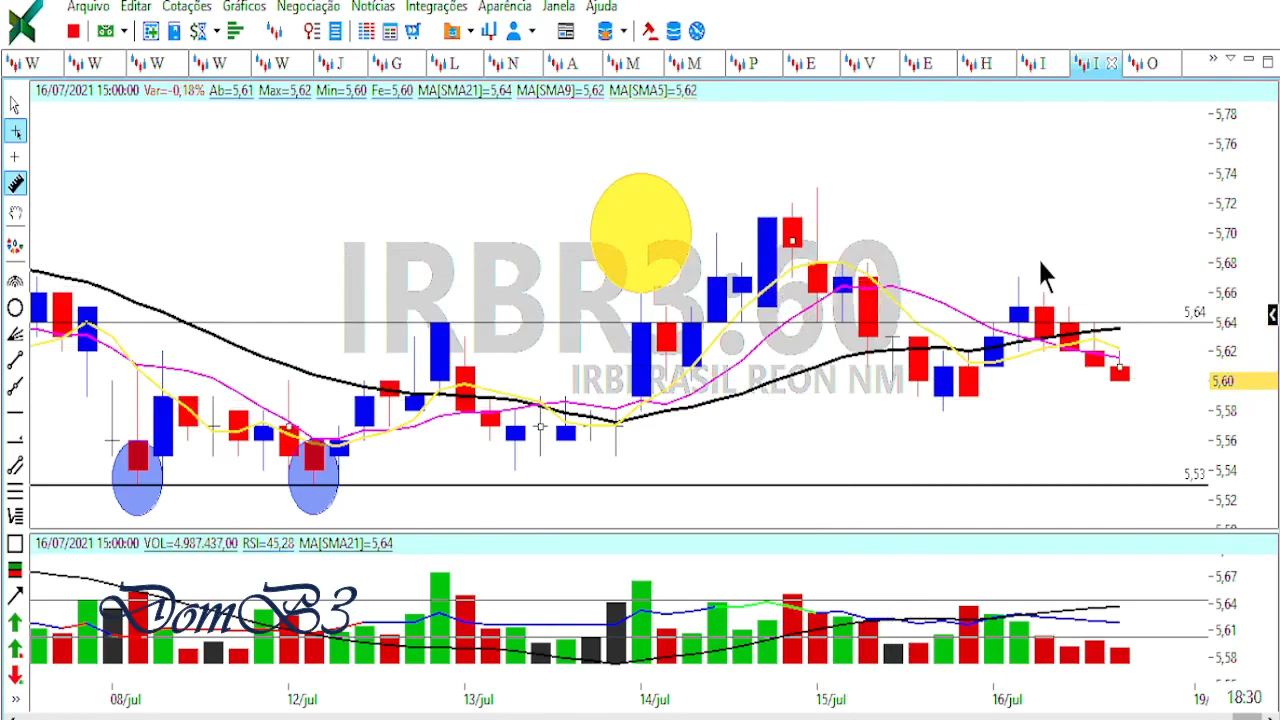 Arquivo Editar Cotações Gráficos Negociação Notícias Integrações Aparência Janela Ajuda
W W W W W J G L N A M M P E V E H I I O
16/07/2021 15:00:00 Var=-0,18% Ab=5,61 Max=5,62 Min=5,60 Fe=5,60 MA[SMA21]=5,64 MA[SMA9]=5,62 MA[SMA5]=5,62
5,78
5,76
5,74
5,72
5,70
5,68
5,66
5,64
5,64
5,62
5,60
5,58
5,56
5,54
5,53
5,52
IRBR3:60
IRBBRASIL REON NM
16/07/2021 15:00:00 VOL=4.987.437,00 RSI=45,28 MA[SMA21]=5,64
5,67
5,64
5,61
5,58
DomB3
08/jul 12/jul 13/jul 14/jul 15/jul 16/jul 19/ 18:30